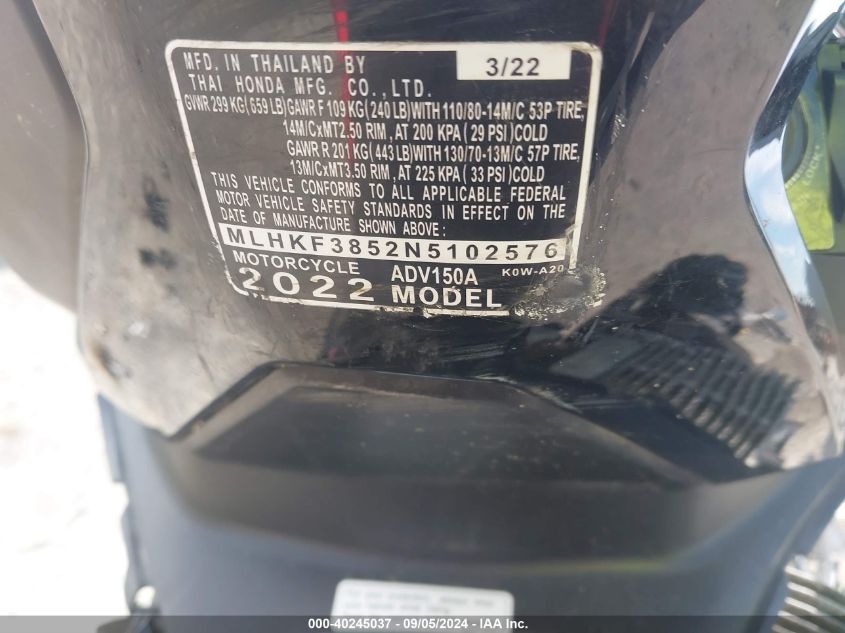 MFD. IN THAILAND BY 3/22
THAI HONDA MFG. CO., LTD.
GVWR 299 KG(659 LB)GAWR F 109 KG(240 LB)WITH 110/80-14M/C 53P TIRE,
14M/CxMT2.50 RIM, AT 200 KPA(29 PSI)COLD
GAWR R 201 KG(443 LB)WITH 130/70-13M/C 57P TIRE,
13M/CxMT3.50 RIM, AT 225 KPA(33 PSI)COLD
THIS VEHICLE CONFORMS TO ALL APPLICABLE FEDERAL
MOTOR VEHICLE SAFETY STANDARDS IN EFFECT ON THE
DATE OF MANUFACTURE SHOWN ABOVE:
MLHKF3852N5102576
MOTORCYCLE ADV150A K0W-A20
2022 MODEL
000-40245037 - 09/05/2024 - IAA Inc.